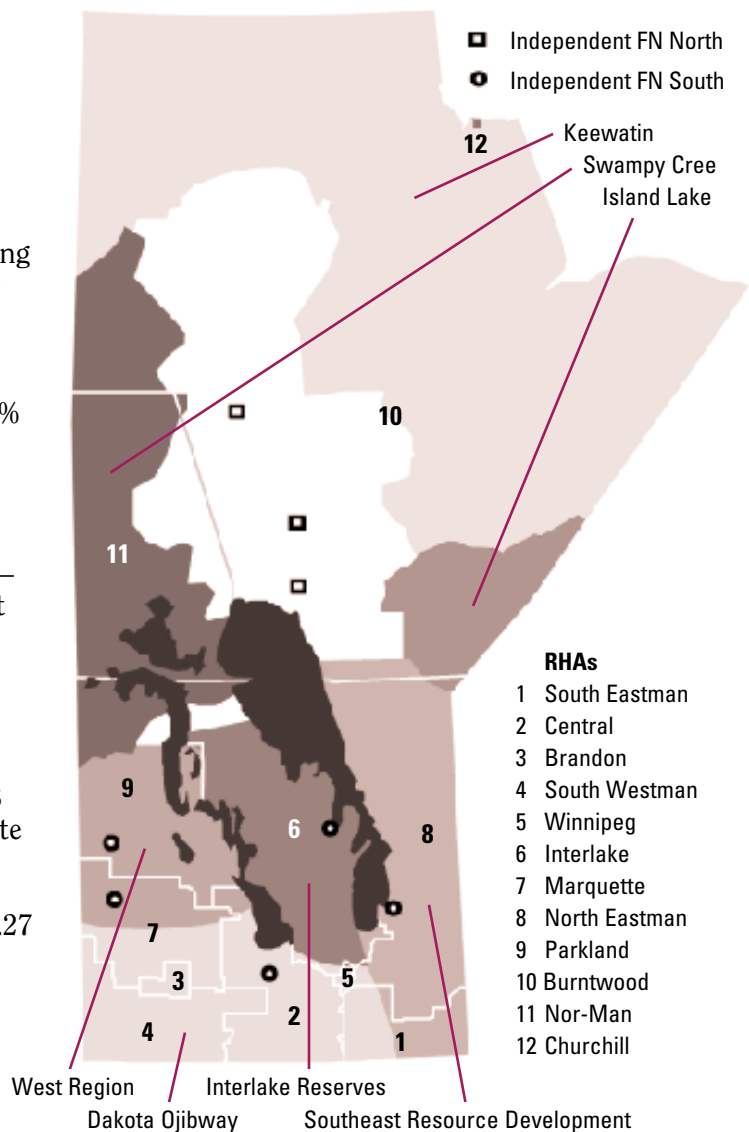 Independent FN North
Independent FN South
12
Keewatin
Swampy Cree
Island Lake
ing
%
10
11
t
RHAs
1 South Eastman
2 Central
3 Brandon
4 South Westman
5 Winnipeg
6 Interlake
7 Marquette
8 North Eastman
9 Parkland
10 Burntwood
11 Nor-Man
12 Churchill
9
6
8
te
.27
7
3
5
4
2
1
West Region
Interlake Reserves
Dakota Ojibway
Southeast Resource Development